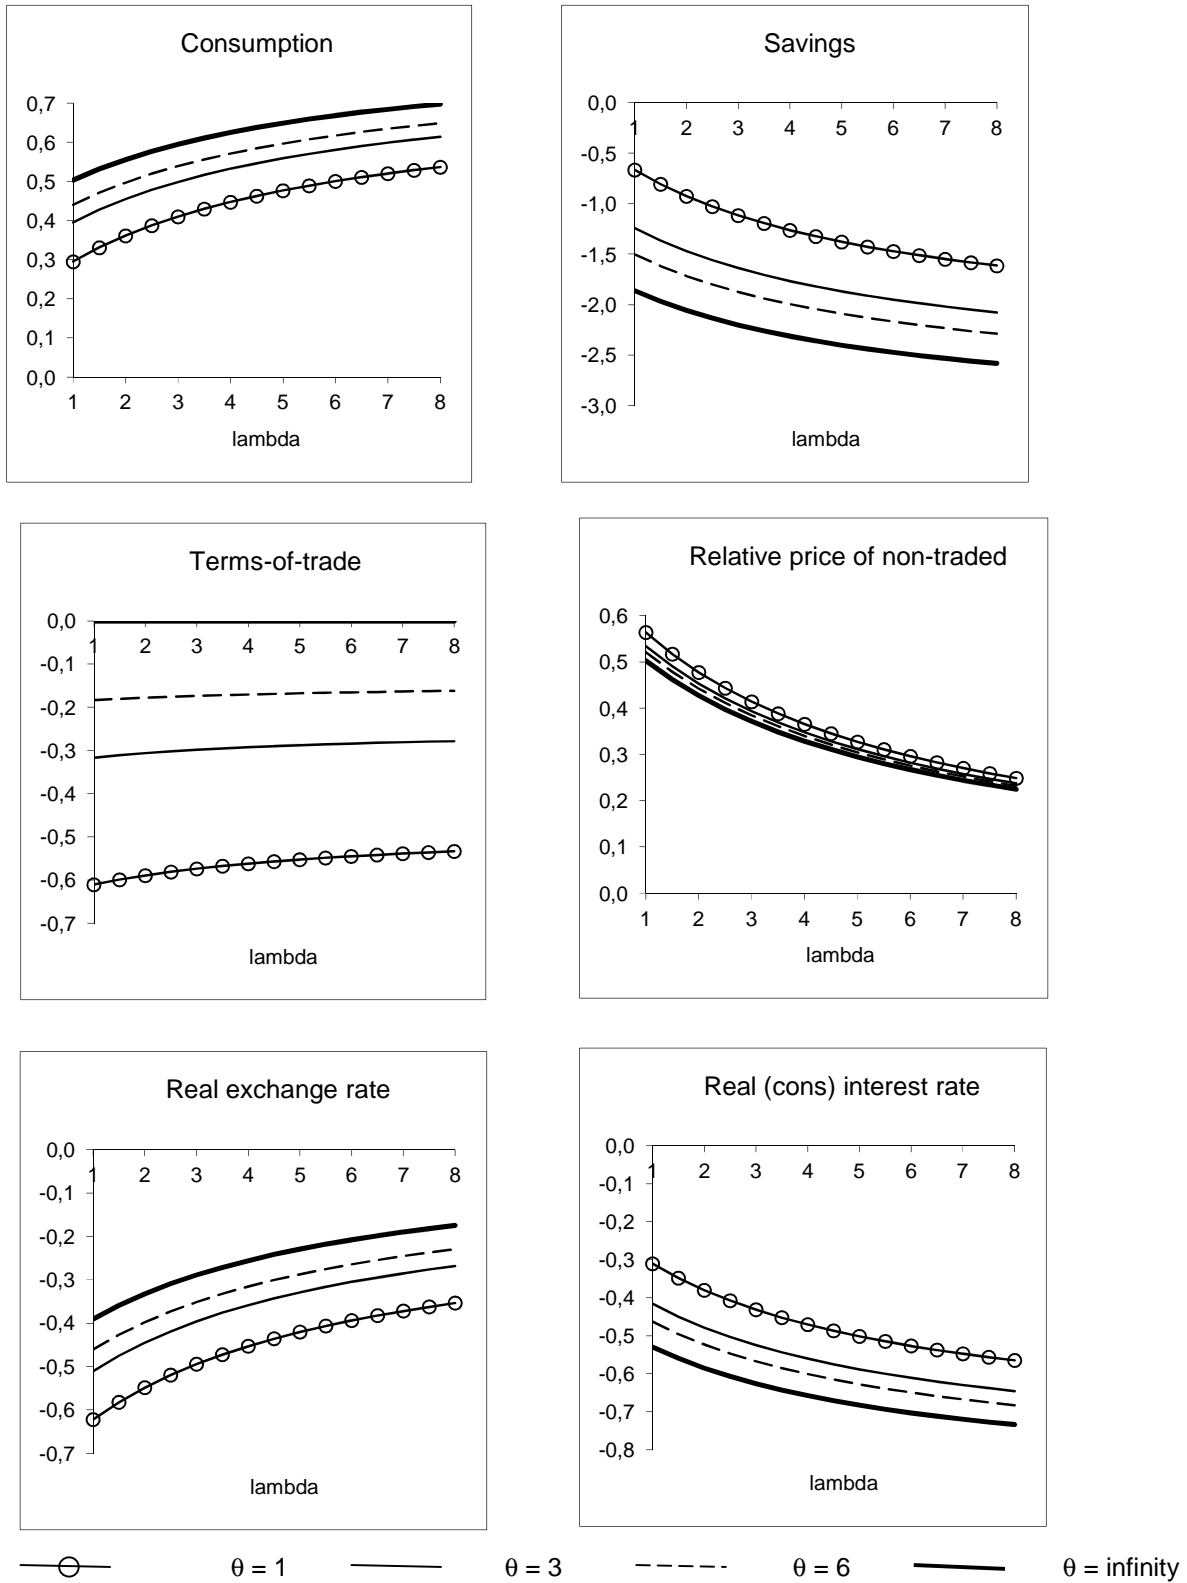 Consumption
0,7
0,6
0,5
0,4
0,3
0,2
0,1
0,0
1 2 3 4 5 6 7 8
lambda
Savings
0,0
1 2 3 4 5 6 7 8
-0,5
-1,0
-1,5
-2,0
-2,5
-3,0
lambda
Terms-of-trade
0,0
1 2 3 4 5 6 7 8
-0,1
-0,2
-0,3
-0,4
-0,5
-0,6
-0,7
lambda
Relative price of non-traded
0,6
0,5
0,4
0,3
0,2
0,1
0,0
1 2 3 4 5 6 7 8
lambda
Real exchange rate
0,0
1 2 3 4 5 6 7 8
-0,1
-0,2
-0,3
-0,4
-0,5
-0,6
-0,7
lambda
Real (cons) interest rate
0,0
1 2 3 4 5 6 7 8
-0,1
-0,2
-0,3
-0,4
-0,5
-0,6
-0,7
-0,8
lambda
θ = 1 θ = 3 θ = 6 θ = infinity